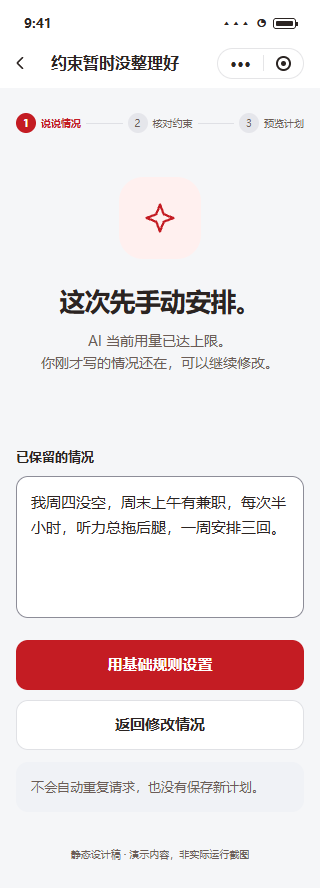 9:41
约束暂时没整理好
1 说说情况 2 核对约束 3 预览计划
这次先手动安排。
AI 当前用量已达上限。
你刚才写的情况还在，可以继续修改。
已保留的情况
我周四没空，周末上午有兼职，每次半
小时，听力总拖后腿，一周安排三回。
用基础规则设置
返回修改情况
不会自动重复请求，也没有保存新计划。
静态设计稿 · 演示内容，非实际运行截图